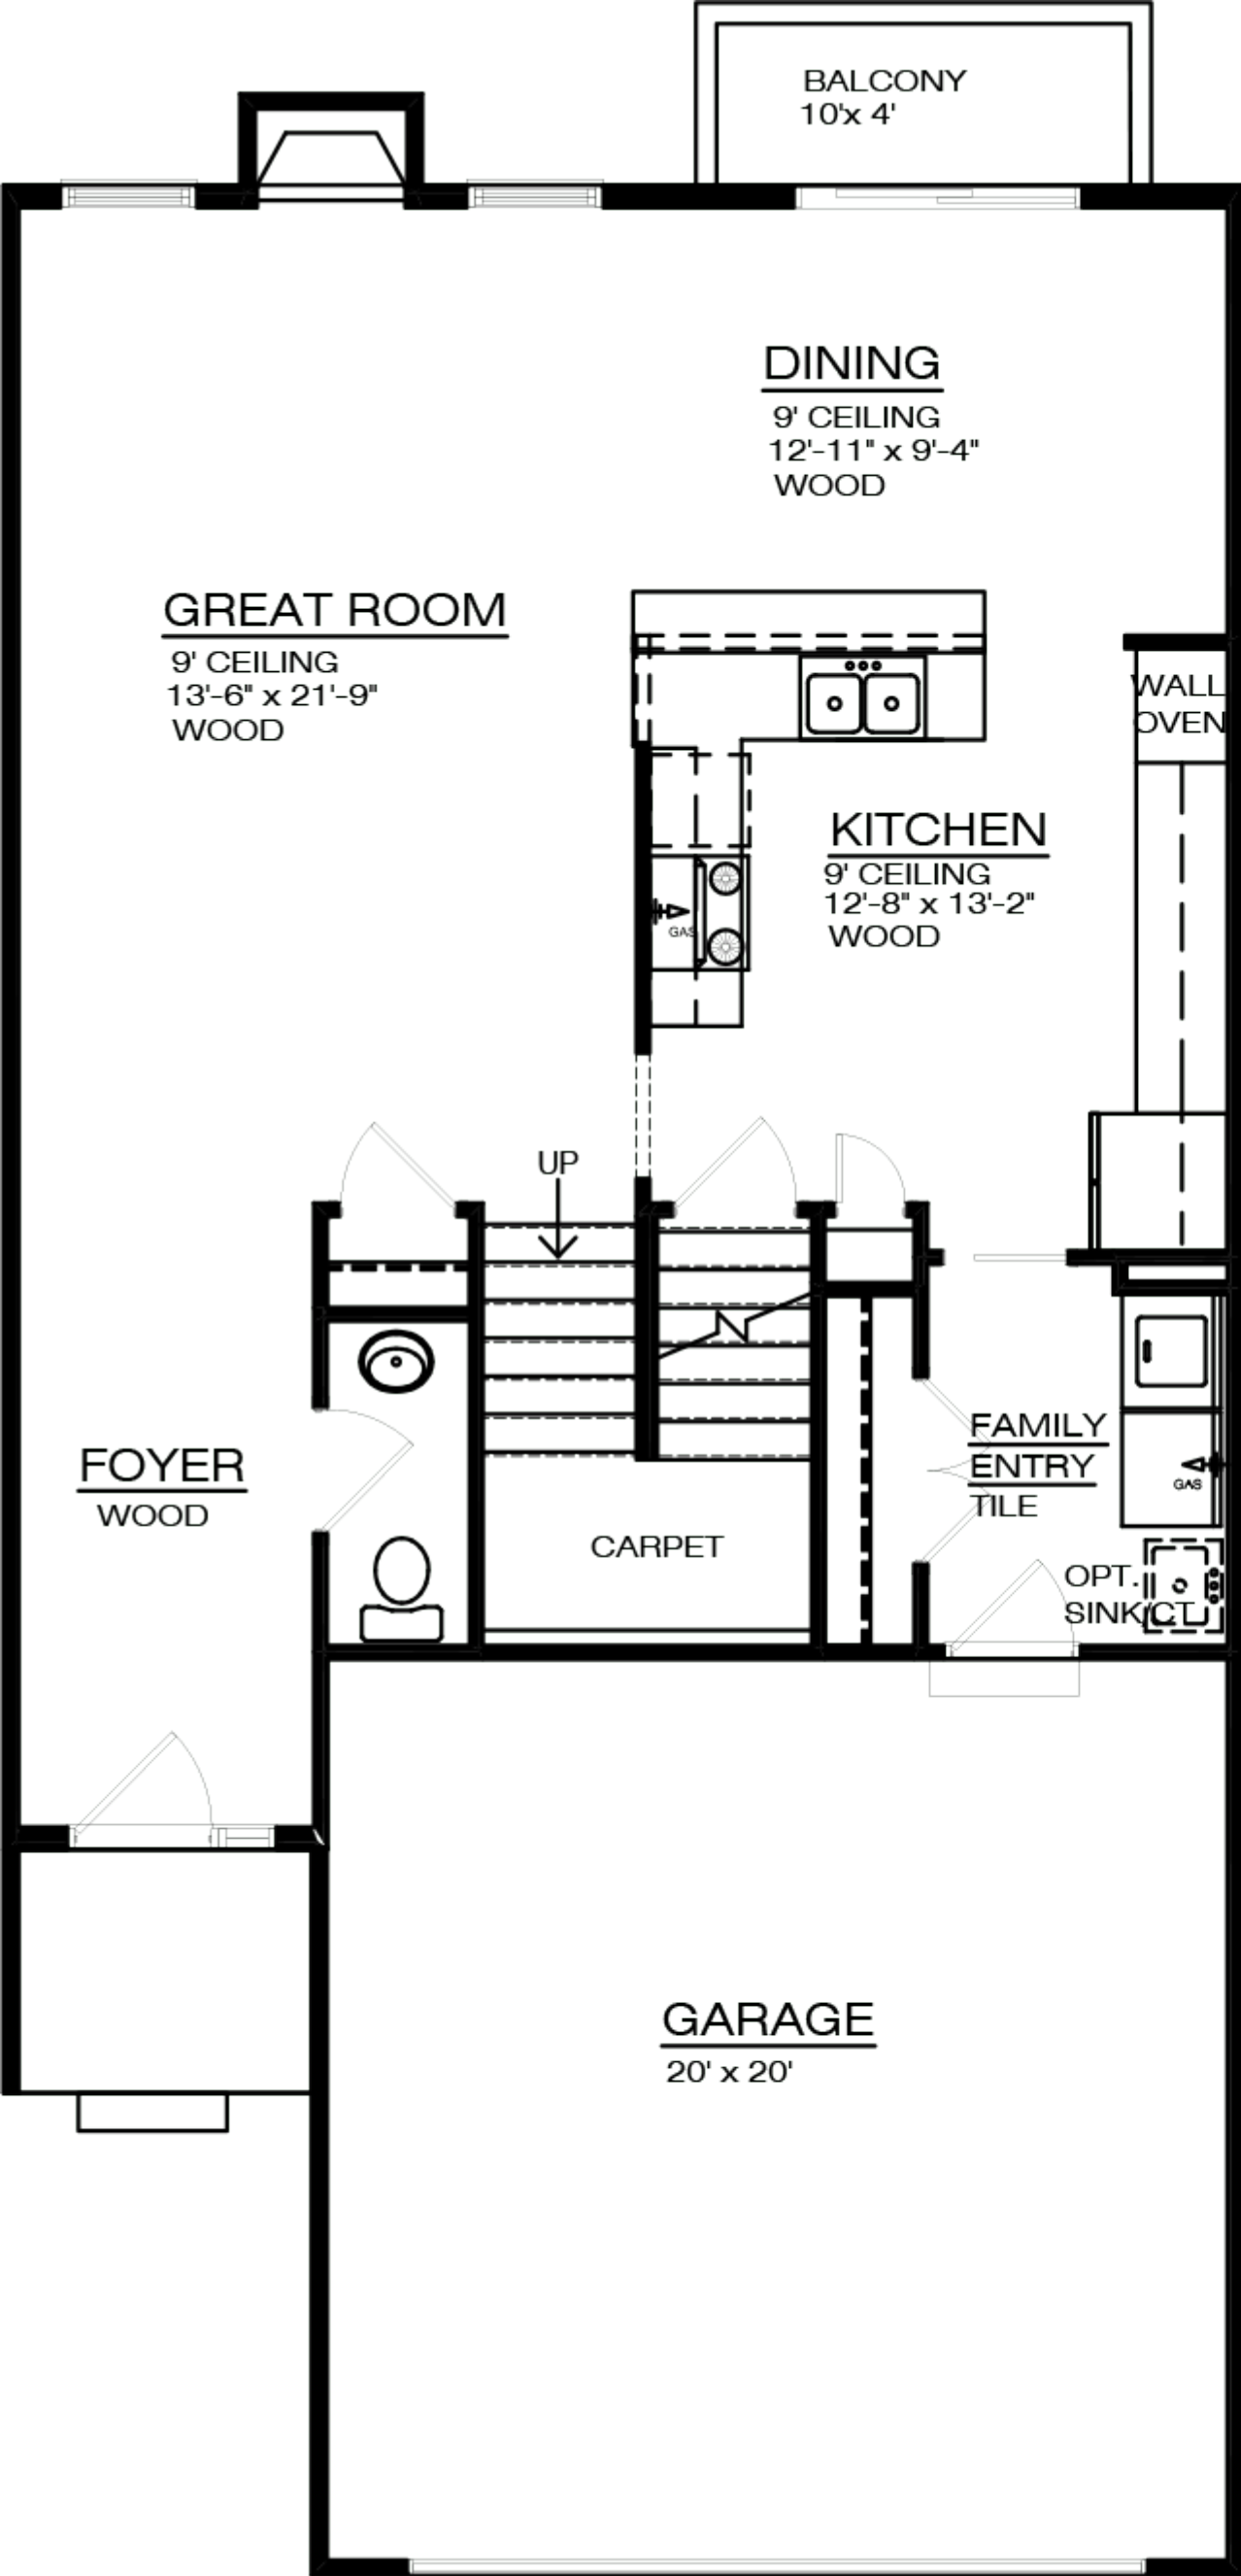 BALCONY
10'x 4'
DINING
9' CEILING
12'-11" x 9'-4"
WOOD
GREAT ROOM
9' CEILING
13'-6" x 21'-9"
WOOD
WALL
OVEN
KITCHEN
9' CEILING
12'-8" x 13'-2"
WOOD
GAS
UP
FOYER
WOOD
CARPET
FAMILY
ENTRY
TILE
GAS
OPT.
SINK/CT
GARAGE
20' x 20'